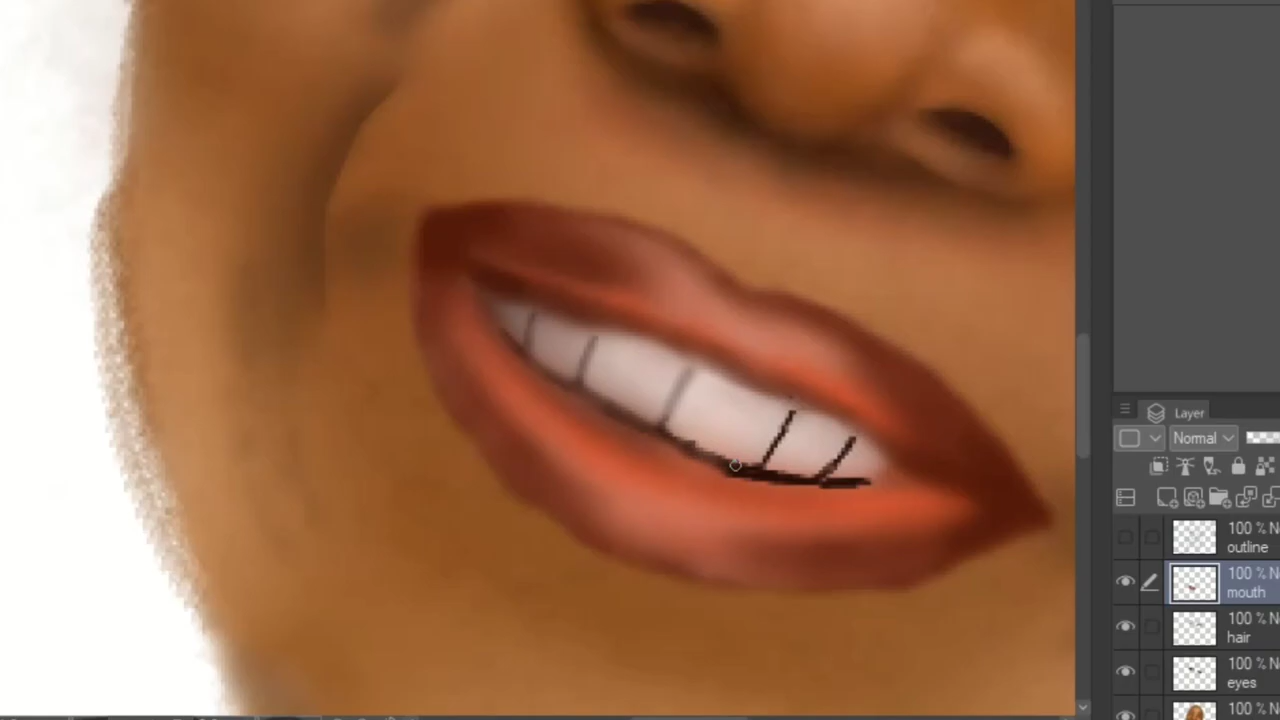 Layer
Normal
100 % N
outline
100 % N
mouth
100 % N
hair
100 % N
eyes
100 % N